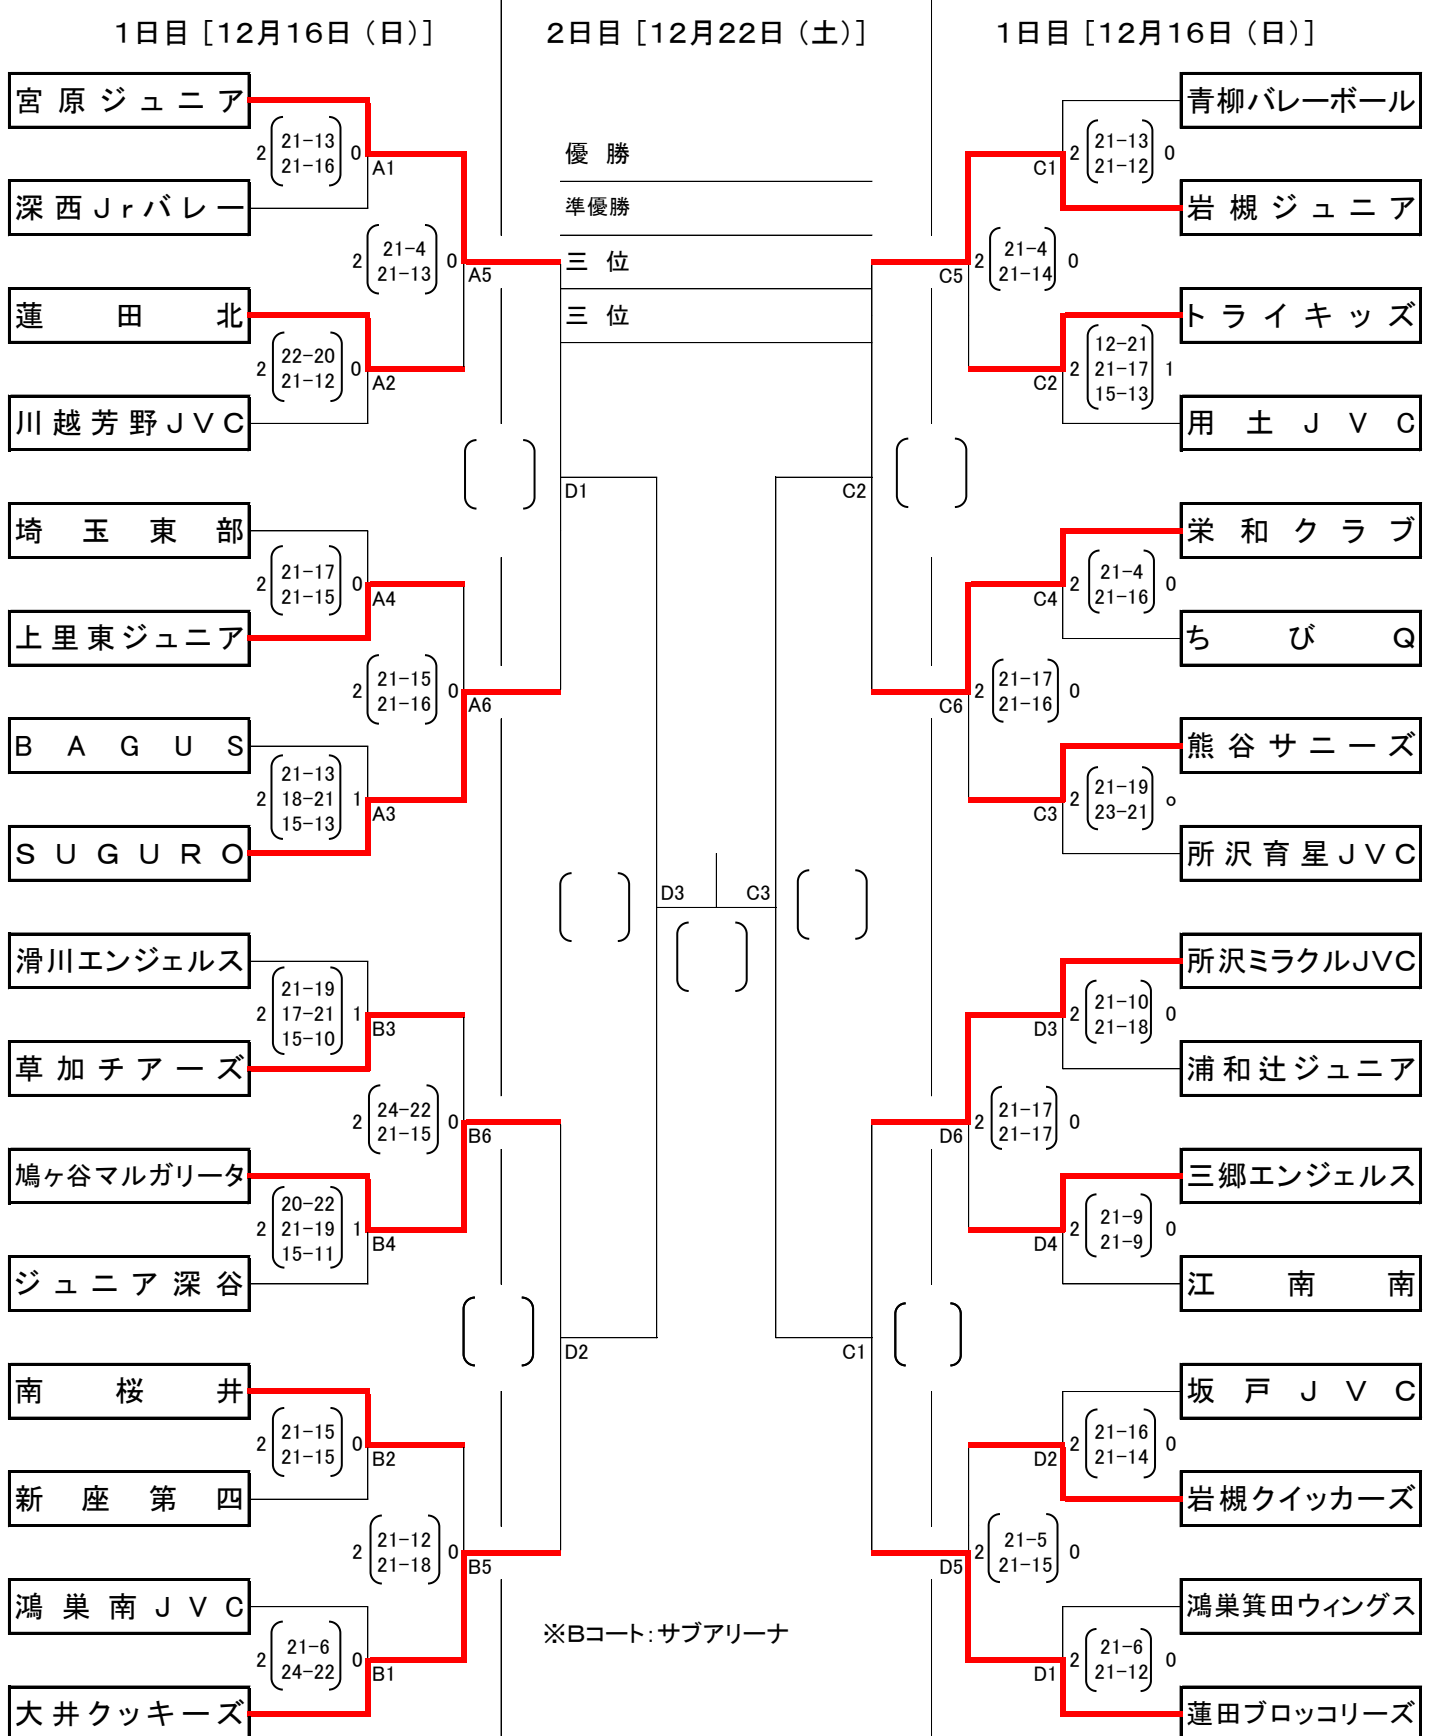 1日目［12月16日（日）］
2日目［12月22日（土）］
1日目［12月16日（日）］
宮原ジュニア
2 21-13 0
21-16
A1
深西Jrバレー
2 21-4 0
21-13
A5
蓮田北
2 22-20 0
21-12
A2
川越芳野JVC
D1
埼玉東部
2 21-17 0
21-15
A4
上里東ジュニア
2 21-15 0
21-16
A6
BAGUS
21-13
2 18-21 1
15-13
A3
SUGURO
滑川エンジェルス
21-19
2 17-21 1
15-10
B3
草加チアーズ
2 24-22 0
21-15
B6
鳩ヶ谷マルガリータ
20-22
2 21-19 1
15-11
B4
ジュニア深谷
D2
南桜井
2 21-15 0
21-15
B2
新座第四
2 21-12 0
21-18
B5
鴻巣南JVC
2 21-6 0
24-22
B1
大井クッキーズ
優勝
準優勝
三位
三位
D3 C3
※Bコート：サブアリーナ
青柳バレーボール
C1
2 21-13 0
21-12
岩槻ジュニア
C5
2 21-4 0
21-14
トライキッズ
12-21
C2 2 21-17 1
15-13
用土JVC
C2
栄和クラブ
C4
2 21-4 0
21-16
ちびQ
C6
2 21-17 0
21-16
熊谷サニーズ
C3
2 21-19 o
23-21
所沢育星JVC
所沢ミラクルJVC
D3
2 21-10 0
21-18
浦和辻ジュニア
D6
2 21-17 0
21-17
三郷エンジェルス
D4
2 21-9 0
21-9
江南南
C1
坂戸JVC
D2
2 21-16 0
21-14
岩槻クイッカーズ
D5
2 21-5 0
21-15
鴻巣箕田ウィングス
D1
2 21-6 0
21-12
蓮田ブロッコリーズ